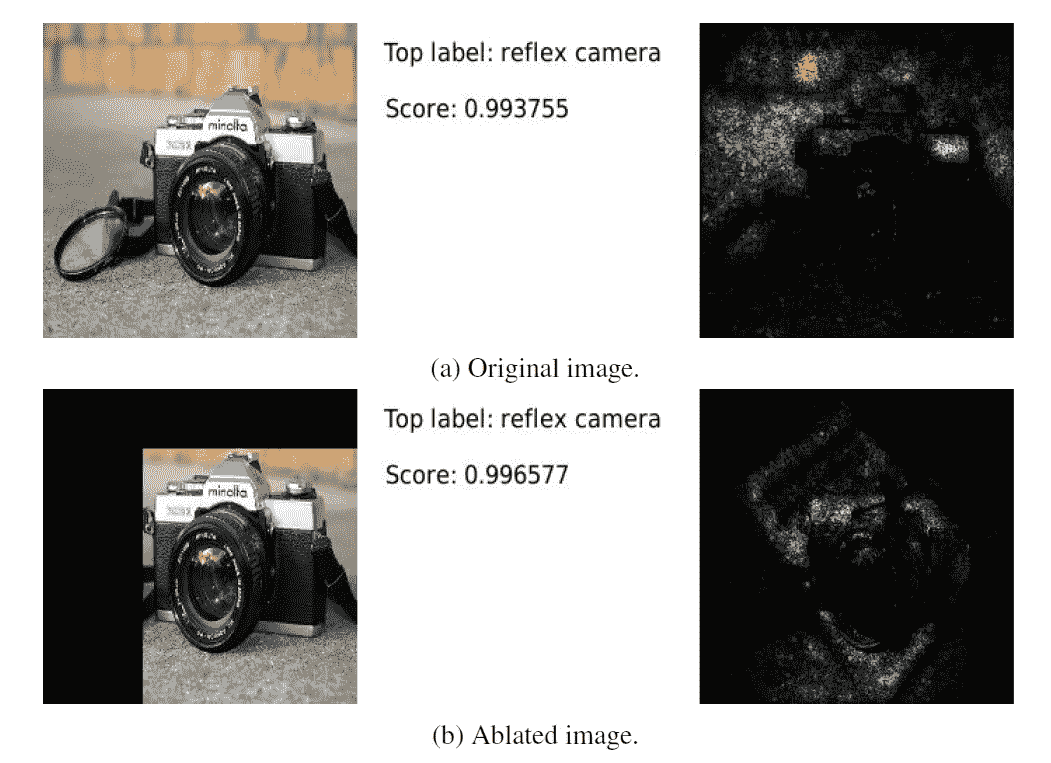 Top label: reflex camera
Score: 0.993755
minolta
(a) Original image.
Top label: reflex camera
Score: 0.996577
minolta
(b) Ablated image.